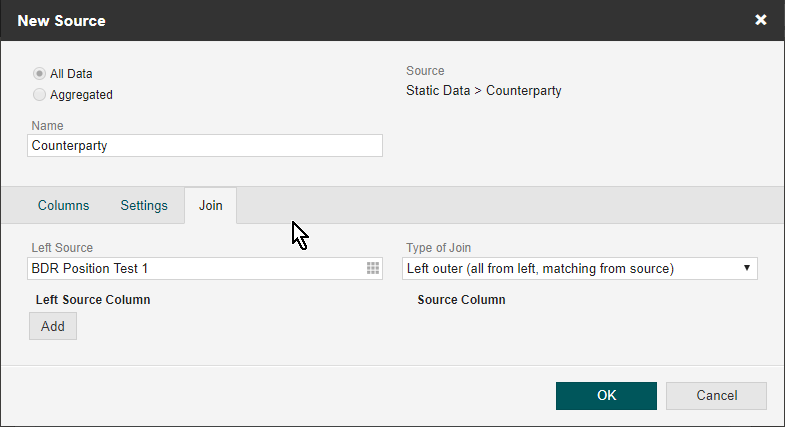 New Source
All Data
Aggregated
Source
Static Data > Counterparty
Name
Counterparty
Columns Settings Join
Left Source Type of Join
BDR Position Test 1 Left outer (all from left, matching from source)
Left Source Column Source Column
Add
OK Cancel